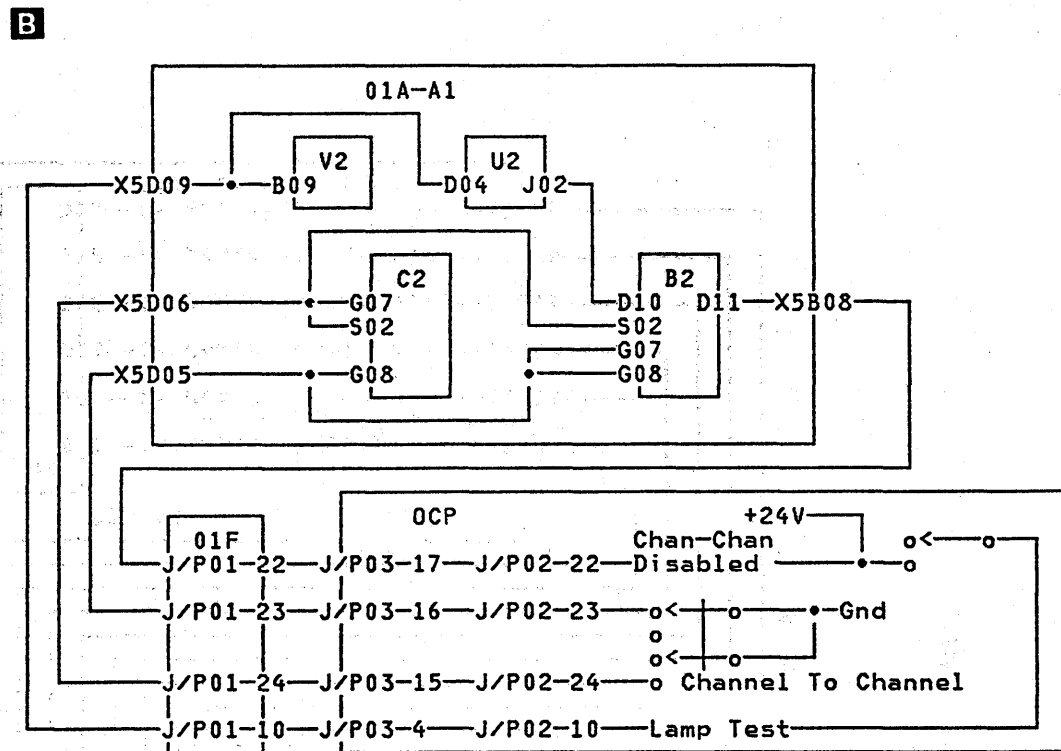 B
01A-A1
V2 U2
X5D09 B09 D04 J02
C2 B2
X5D06 G07 D10 D11 X5B08
S02 S02
G07
X5D05 G08 G08
OCP +24V
01F Chan-Chan
J/P01-22 J/P03-17 J/P02-22 Disabled
J/P01-23 J/P03-16 J/P02-23 Gnd
J/P01-24 J/P03-15 J/P02-24 Channel To Channel
J/P01-10 J/P03-4 J/P02-10 Lamp Test